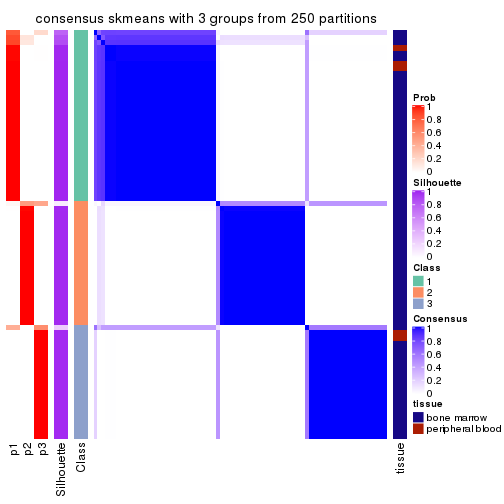 consensus skmeans with 3 groups from 250 partitions
Prob
1
0.8
0.6
0.4
0.2
0
Silhouette
1
0.8
0.6
0.4
0.2
0
Class
1
2
3
Consensus
1
0.8
0.6
0.4
0.2
0
tissue
bone marrow
peripheral blood
p1
p2
p3
Silhouette
Class
tissue